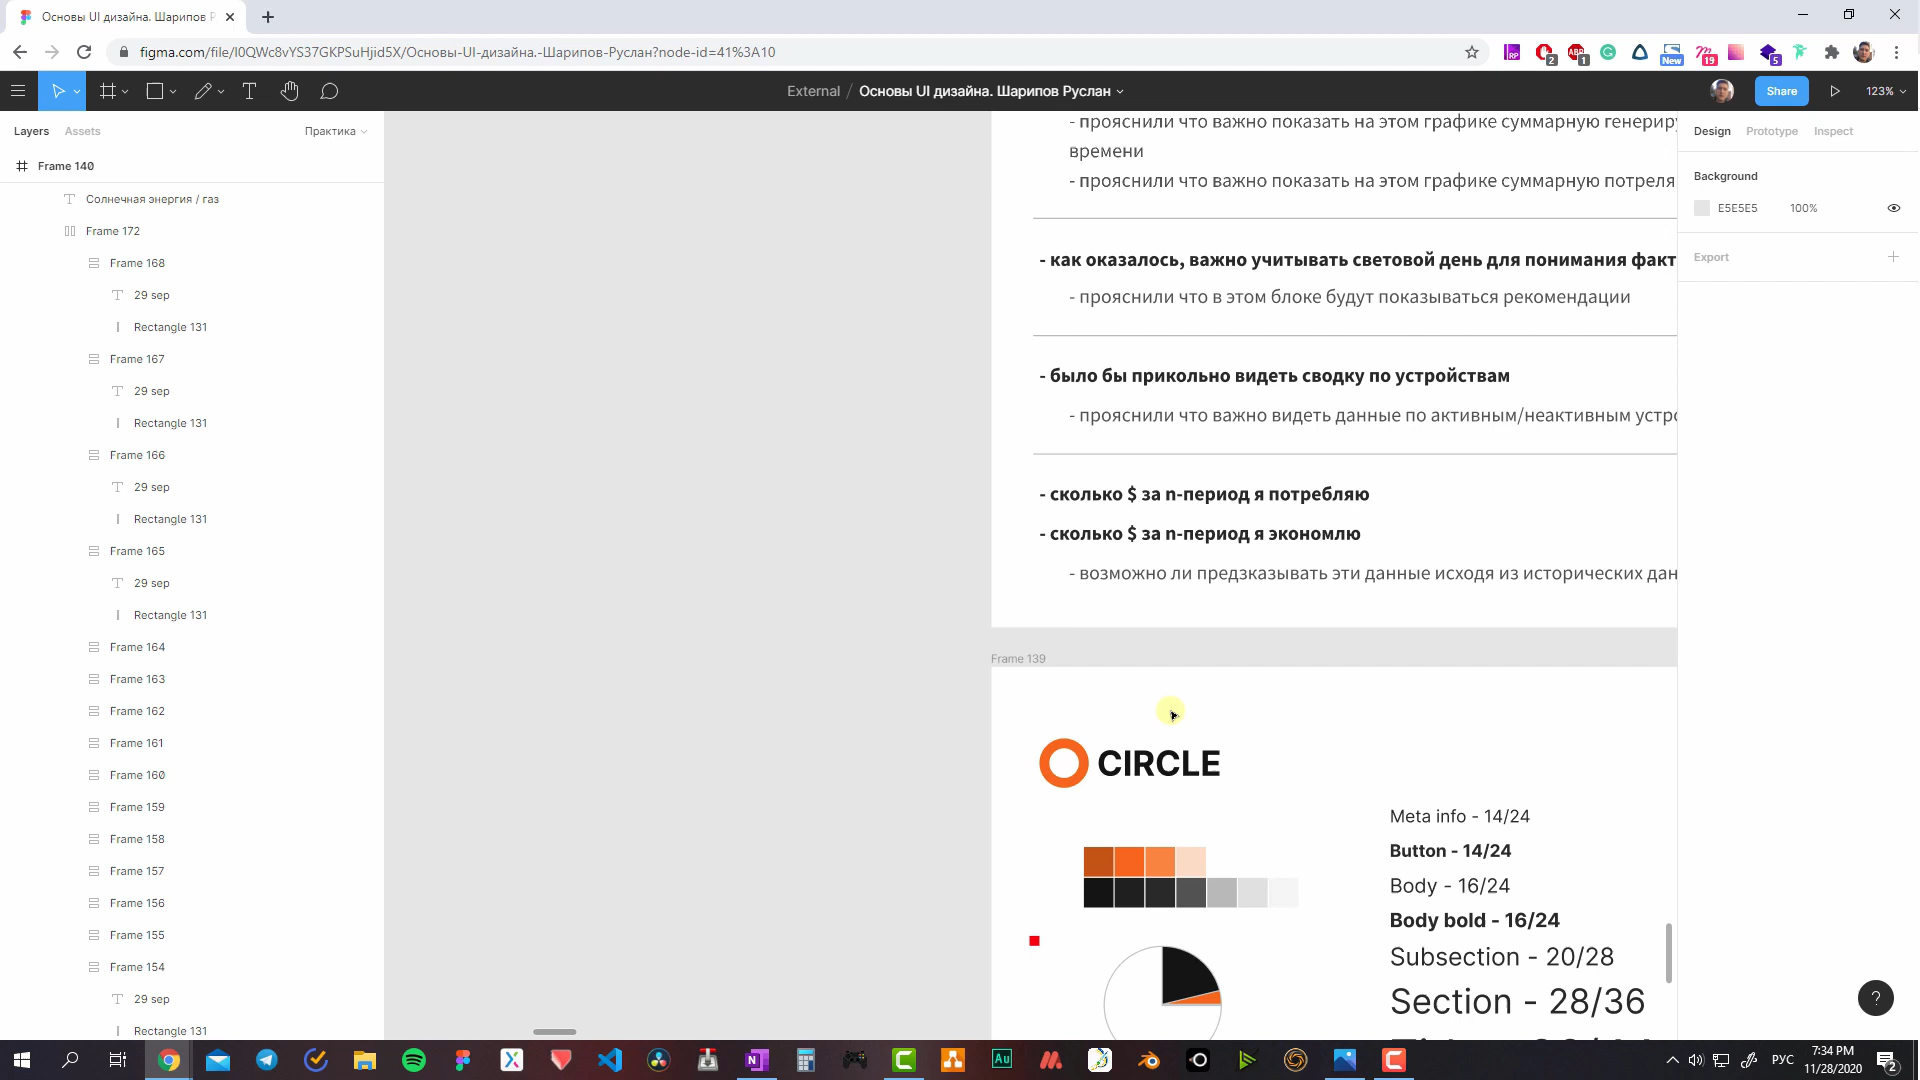 Основы UI дизайна. Шарипов Р
figma.com/file/I0QWc8vYS37GKPSuHjid5X/Основы-UI-дизайна.-Шарипов-Руслан?node-id=41%3A10
2
ABP
1
New
19
5
External / Основы UI дизайна. Шарипов Руслан
Share
123%
Layers
Assets
Практика
Design
Prototype
Inspect
Frame 140
Background
E5E5E5
100%
Export
Солнечная энергия / газ
Frame 172
Frame 168
29 sep
Rectangle 131
Frame 167
29 sep
Rectangle 131
Frame 166
29 sep
Rectangle 131
Frame 165
29 sep
Rectangle 131
Frame 164
Frame 163
Frame 162
Frame 161
Frame 160
Frame 159
Frame 158
Frame 157
Frame 156
Frame 155
Frame 154
29 sep
Rectangle 131
- прояснили что важно показать на этом графике суммарную генериру
времени
- прояснили что важно показать на этом графике суммарную потреля
- как оказалось, важно учитывать световой день для понимания факт
- прояснили что в этом блоке будут показываться рекомендации
- было бы прикольно видеть сводку по устройствам
- прояснили что важно видеть данные по активным/неактивным устро
- сколько $ за n-период я потребляю
- сколько $ за n-период я экономлю
- возможно ли предзказывать эти данные исходя из исторических дан
Frame 139
CIRCLE
Meta info - 14/24
Button - 14/24
Body - 16/24
Body bold - 16/24
Subsection - 20/28
Section - 28/36
?
РУС
7:34 PM
11/28/2020
2